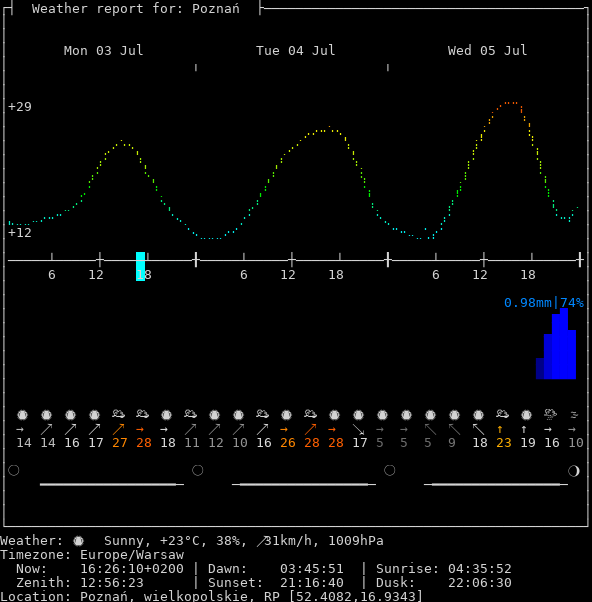 Weather report for: Poznań
Mon 03 Jul Tue 04 Jul Wed 05 Jul
+29
+12
6 12 18 6 12 18 6 12 18
0.98mm|74%
→ ↗ ↗ ↗ ↗ → → ↗ ↗ ↗ ↗ → ↗ → ↘ → → ↖ ↖ ↖ ↑ ↑ → →
14 14 16 17 27 28 18 11 12 10 16 26 28 28 17 5 5 5 9 18 23 19 16 10
Weather: Sunny, +23°C, 38%, ↗31km/h, 1009hPa
Timezone: Europe/Warsaw
Now: 16:26:10+0200 | Dawn: 03:45:51 | Sunrise: 04:35:52
Zenith: 12:56:23 | Sunset: 21:16:40 | Dusk: 22:06:30
Location: Poznań, wielkopolskie, RP [52.4082,16.9343]